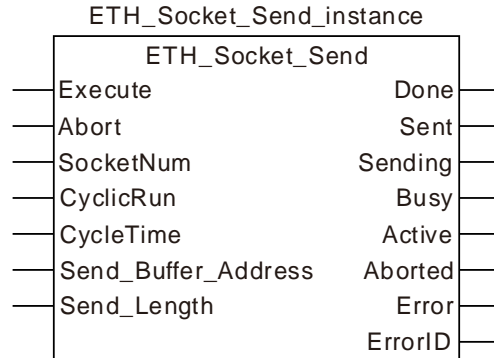 ETH_Socket_Send_instance
ETH_Socket_Send
Execute Done
Abort Sent
SocketNum Sending
CyclicRun Busy
CycleTime Active
Send_Buffer_Address Aborted
Send_Length Error
ErrorID